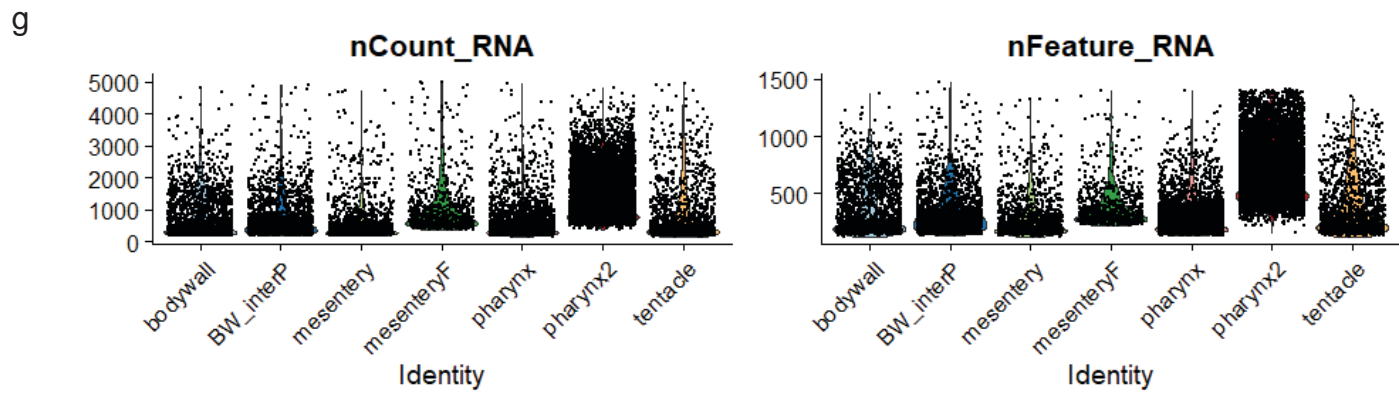 g
nCount_RNA
5000
4000
3000
2000
1000
0
bodywall
BW_interP
mesentery
mesenteryF
pharynx
pharynx2
tentacle
Identity
nFeature_RNA
1500
1000
500
bodywall
BW_interP
mesentery
mesenteryF
pharynx
pharynx2
tentacle
Identity